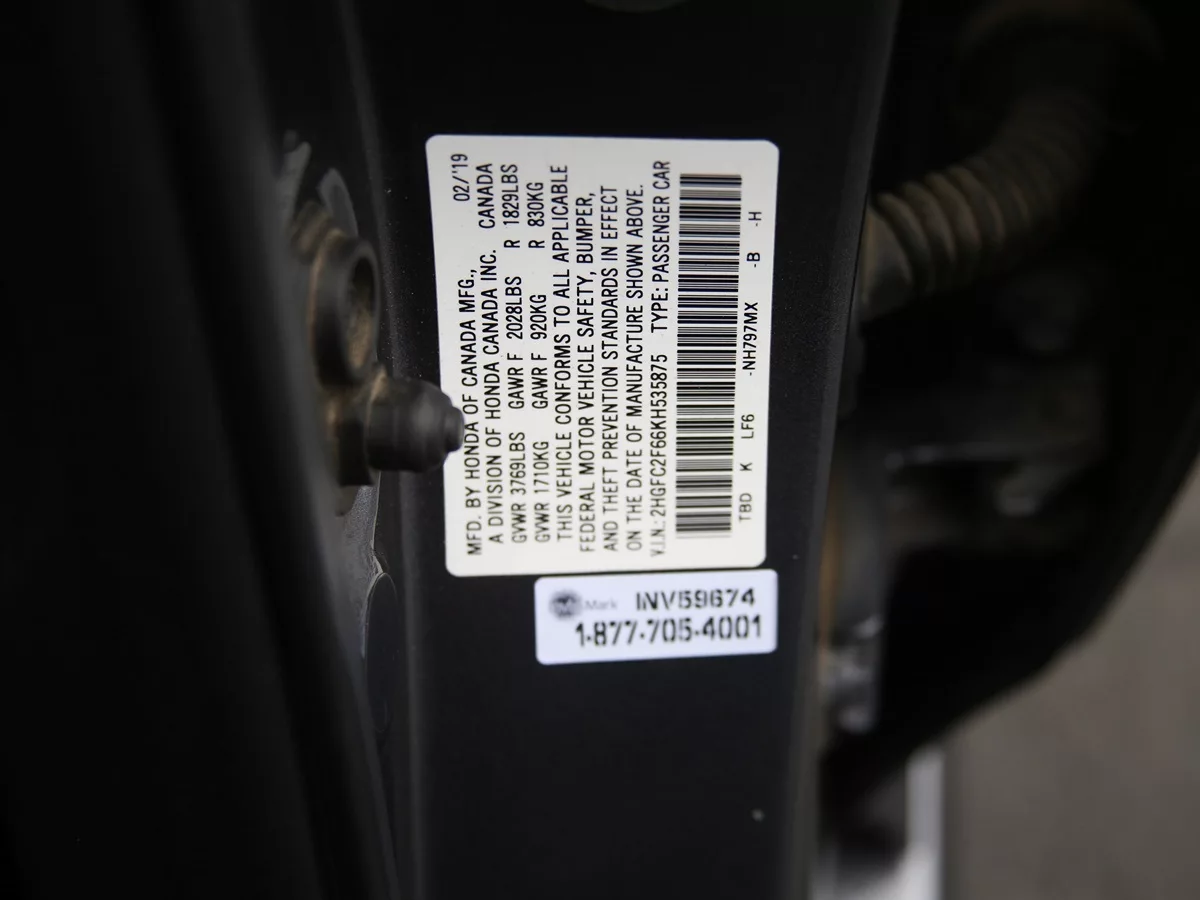 MFD. BY HONDA OF CANADA MFG., 02/'19
A DIVISION OF HONDA CANADA INC. CANADA
GVWR 3769LBS GAWR F 2028LBS R 1829LBS
GVWR 1710KG GAWR F 920KG R 830KG
THIS VEHICLE CONFORMS TO ALL APPLICABLE
FEDERAL MOTOR VEHICLE SAFETY, BUMPER,
AND THEFT PREVENTION STANDARDS IN EFFECT
ON THE DATE OF MANUFACTURE SHOWN ABOVE.
V.I.N.: 2HGFC2F66KH535875 TYPE: PASSENGER CAR
TBD K LF6 -NH797MX -B -H
Mark INV59674
1-877-705-4001